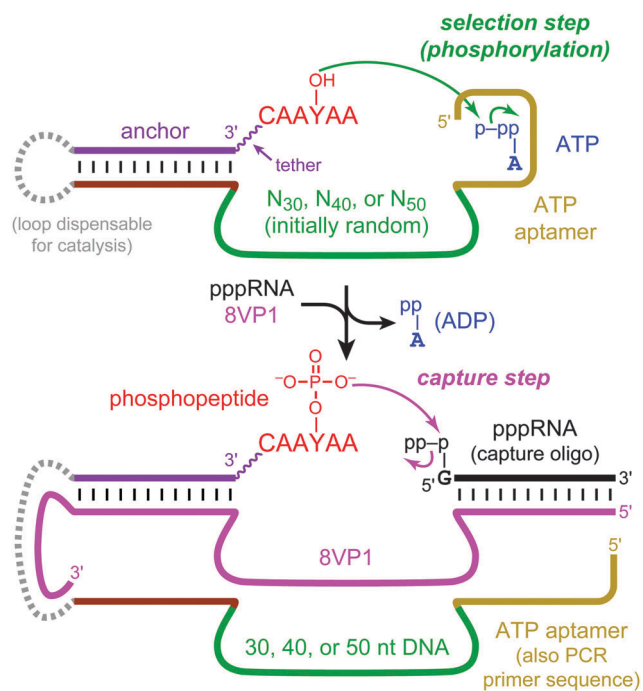 selection step
(phosphorylation)
OH
CAAYAA
anchor
3'
tether
5'
p–pp
A
ATP
ATP
aptamer
(loop dispensable
for catalysis)
N30, N40, or N50
(initially random)
pppRNA
8VP1
pp
A
(ADP)
O
–O–P–O–
O
phosphopeptide
capture step
CAAYAA
3'
pp–p
5' G
pppRNA
(capture oligo)
3'
5'
5'
8VP1
3'
30, 40, or 50 nt DNA
ATP aptamer
(also PCR
primer sequence)